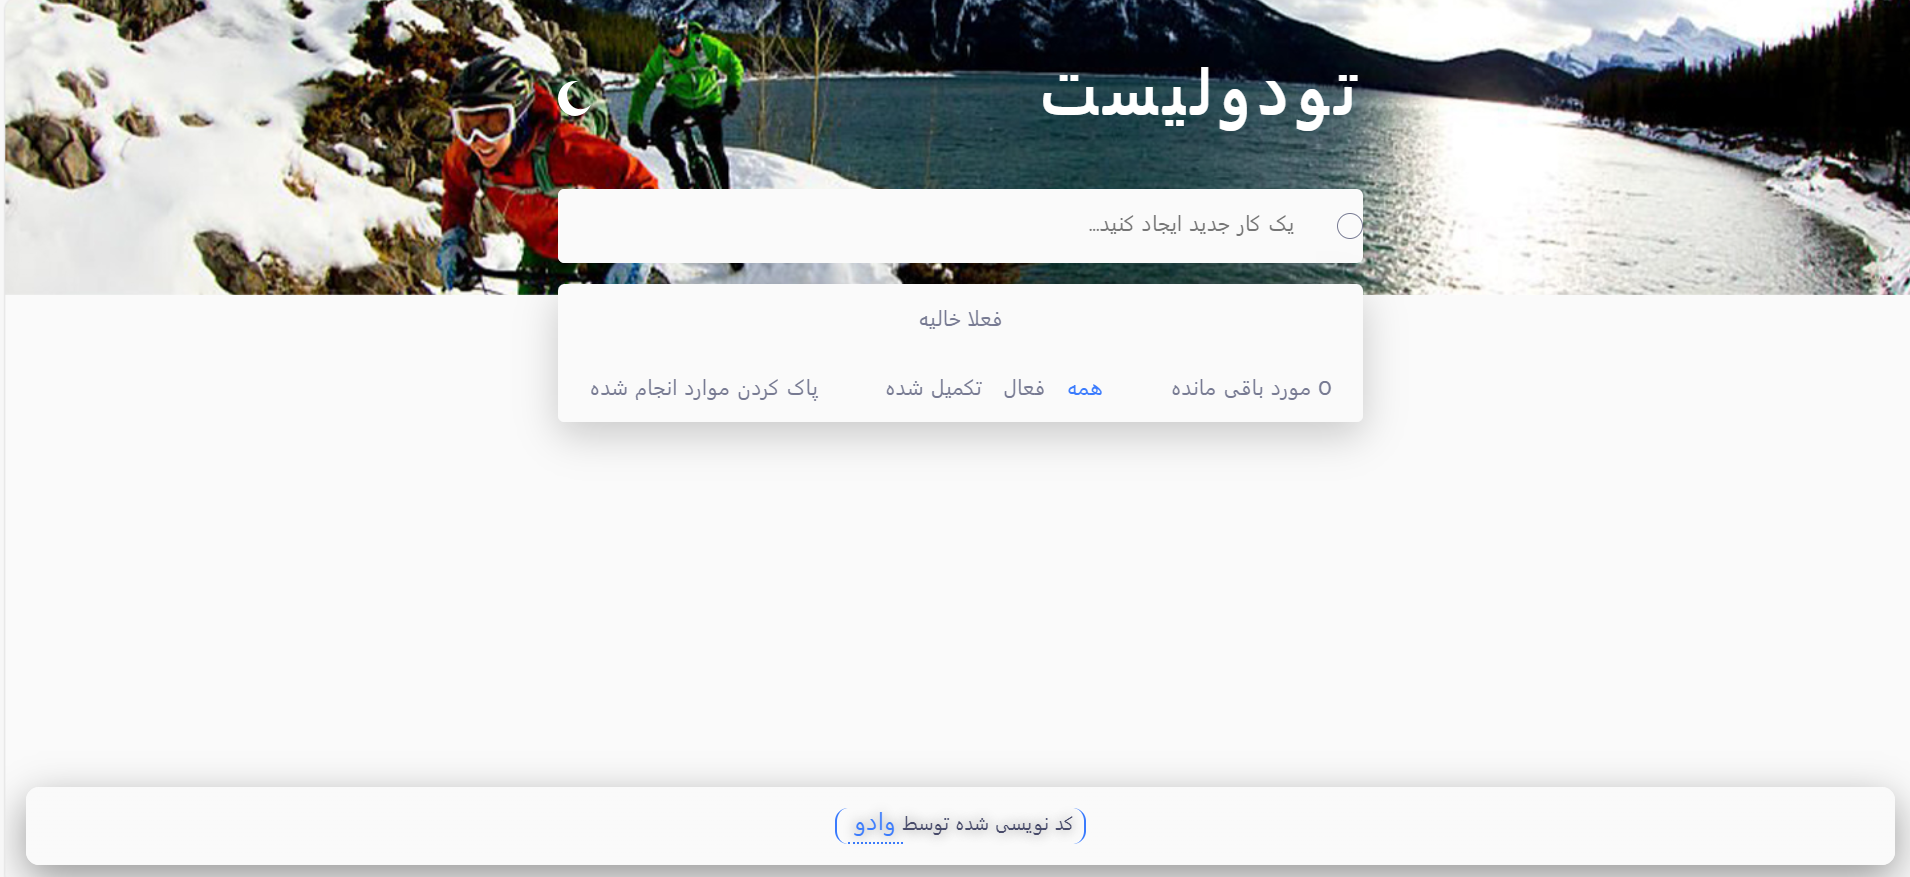 تودولیست
یک کار جدید ایجاد کنید...
فعلا خالیه
0 مورد باقی مانده همه فعال تکمیل شده پاک کردن موارد انجام شده
کد نویسی شده توسط وادو